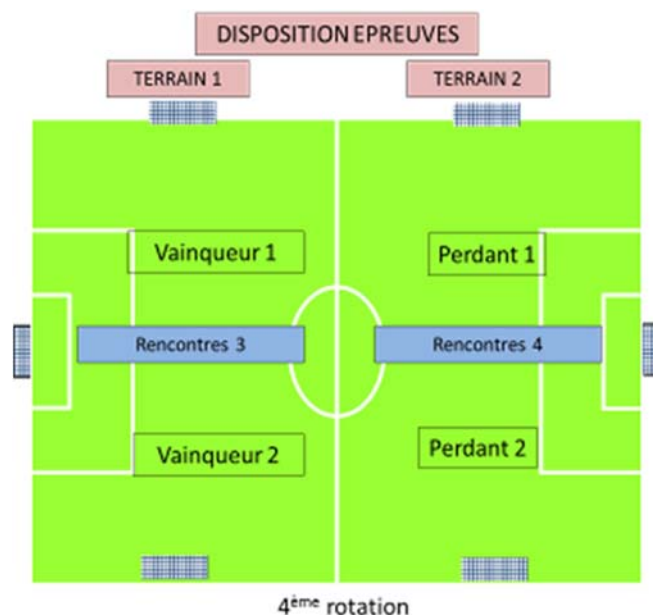 DISPOSITION EPREUVES
TERRAIN 1
TERRAIN 2
Vainqueur 1
Perdant 1
Rencontres 3
Rencontres 4
Vainqueur 2
Perdant 2
4ème rotation